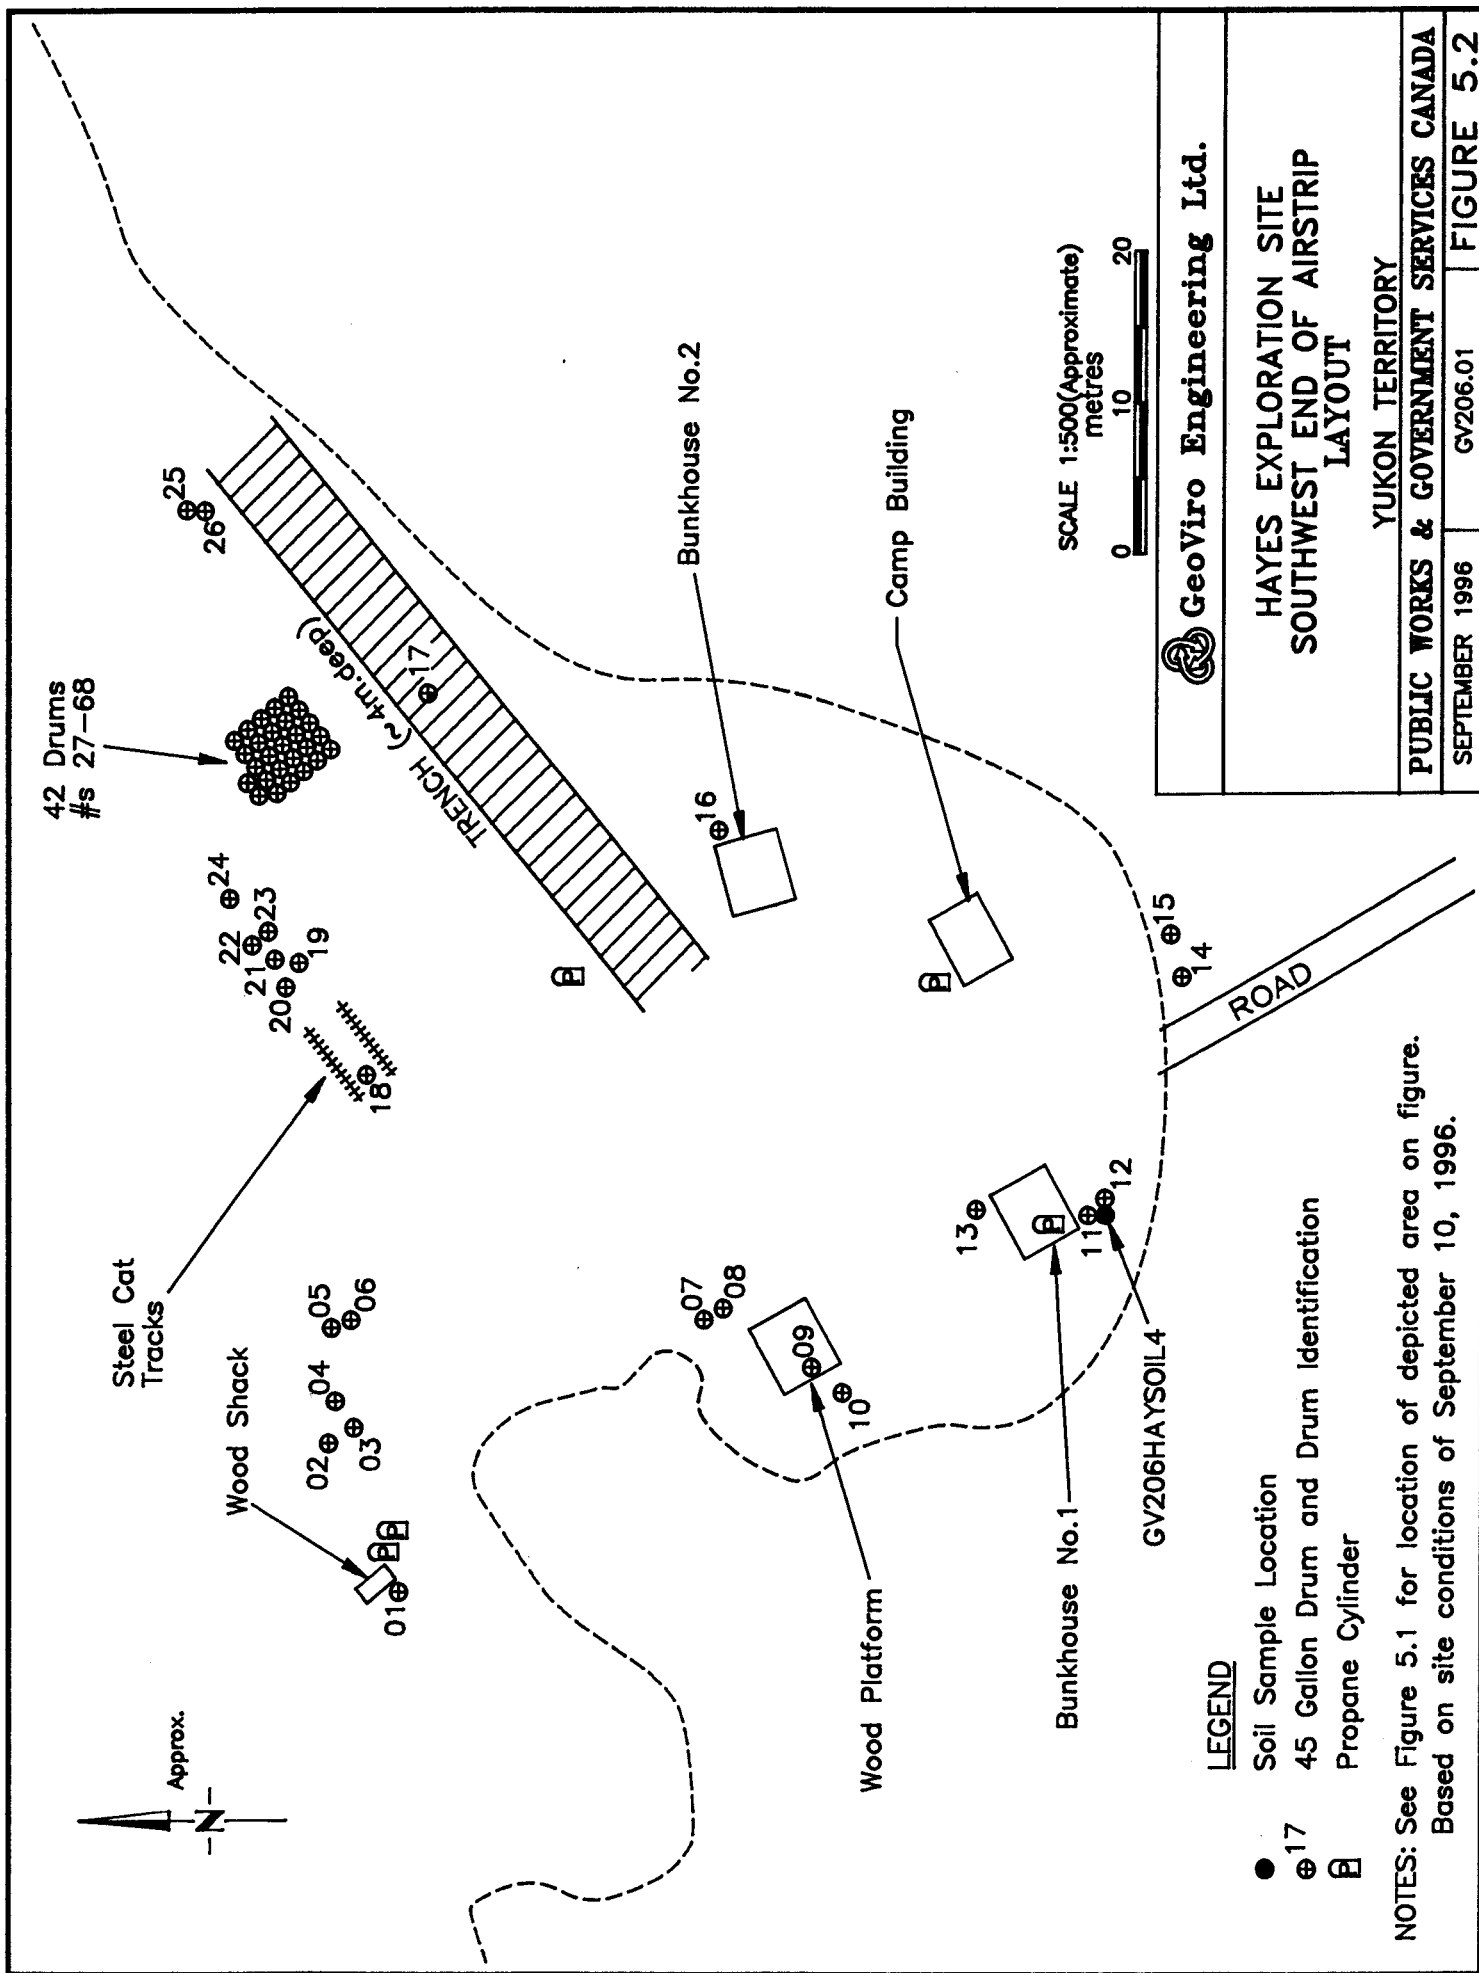 Approx.
-N-
Wood Shack
Steel Cat
Tracks
42 Drums
#s 27-68
01
02
03
04
05
06
18
20
21
22
19
23
24
25
26
17
TRENCH (~4m.deep)
P
P
P
07
08
09
10
Wood Platform
16
Bunkhouse No.2
13
P
11
12
Bunkhouse No.1
GV206HAYSOIL4
P
Camp Building
14
15
ROAD
SCALE 1:500(Approximate)
metres
0 10 20
LEGEND
Soil Sample Location
17 45 Gallon Drum and Drum Identification
P Propane Cylinder
NOTES: See Figure 5.1 for location of depicted area on figure.
Based on site conditions of September 10, 1996.
GeoViro Engineering Ltd.
HAYES EXPLORATION SITE
SOUTHWEST END OF AIRSTRIP
LAYOUT
YUKON TERRITORY
PUBLIC WORKS & GOVERNMENT SERVICES CANADA
SEPTEMBER 1996 GV206.01 FIGURE 5.2